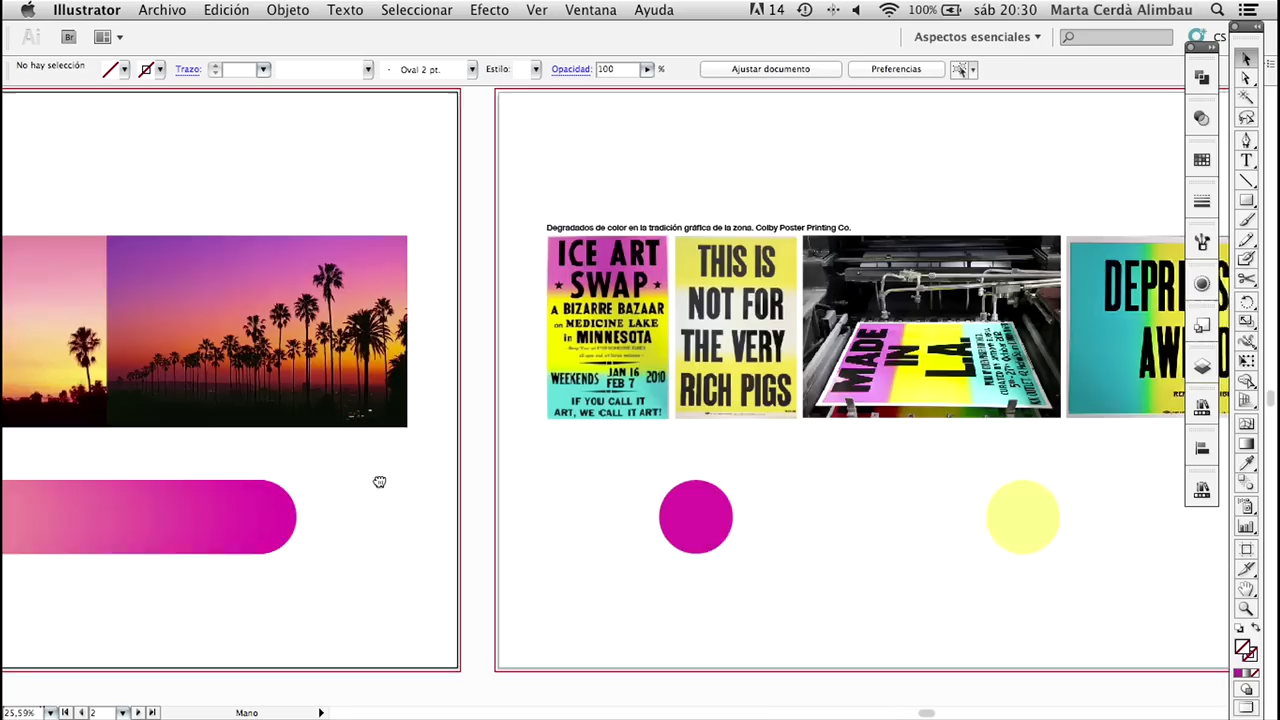 Illustrator Archivo Edición Objeto Texto Seleccionar Efecto Ver Ventana Ayuda 14 100% sáb 20:30 Marta Cerdà Alimbau
Ai Br Aspectos esenciales CS
No hay selección Trazo: Oval 2 pt. Estilo: Opacidad: 100 % Ajustar documento Preferencias
Degradados de color en la tradición gráfica de la zona. Colby Poster Printing Co.
ICE ART
SWAP
A BIZARRE BAZAAR
ON MEDICINE LAKE
IN MINNESOTA
WEEKENDS JAN 16 FEB 7 2010
IF YOU CALL IT
ART, WE CALL IT ART!
THIS IS
NOT FOR
THE VERY
RICH PIGS
MADE
IN
L.A.
DEPRES
AW
25,59% 2 Mano